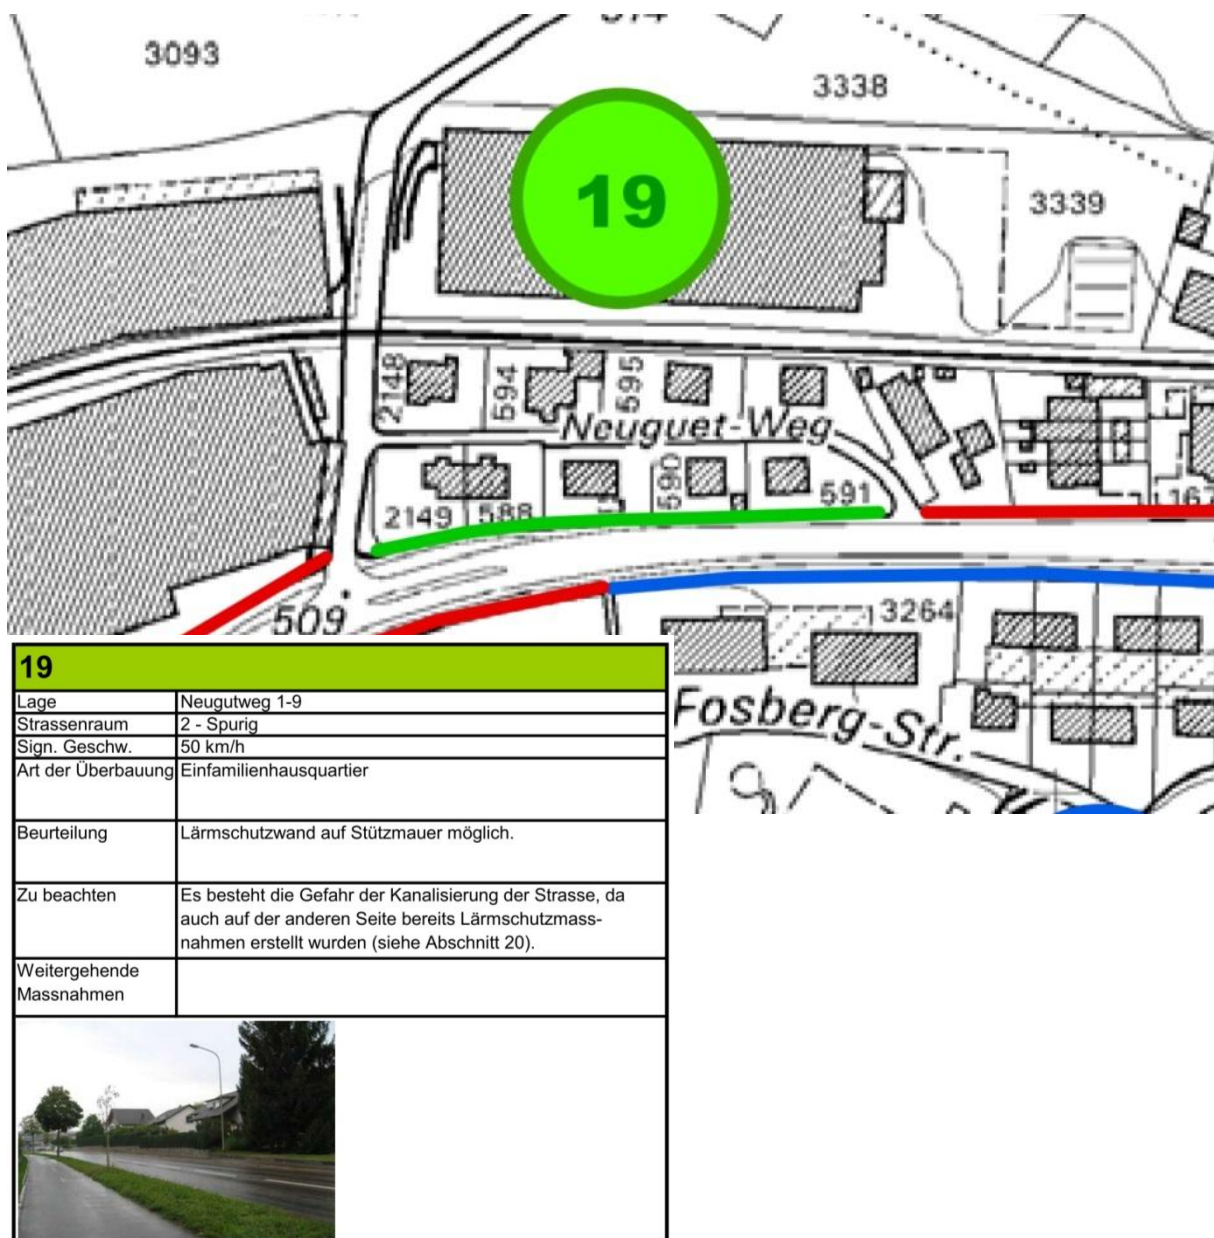 3093
514
3338
19
3339
2148
594
595
Neuguet-Weg
2149
588
590
591
509
3264
Fosberg-Str.
19
Lage Neugutweg 1-9
Strassenraum 2 - Spurig
Sign. Geschw. 50 km/h
Art der Überbauung Einfamilienhausquartier
Beurteilung Lärmschutzwand auf Stützmauer möglich.
Zu beachten Es besteht die Gefahr der Kanalisierung der Strasse, da
auch auf der anderen Seite bereits Lärmschutzmass-
nahmen erstellt wurden (siehe Abschnitt 20).
Weitergehende
Massnahmen